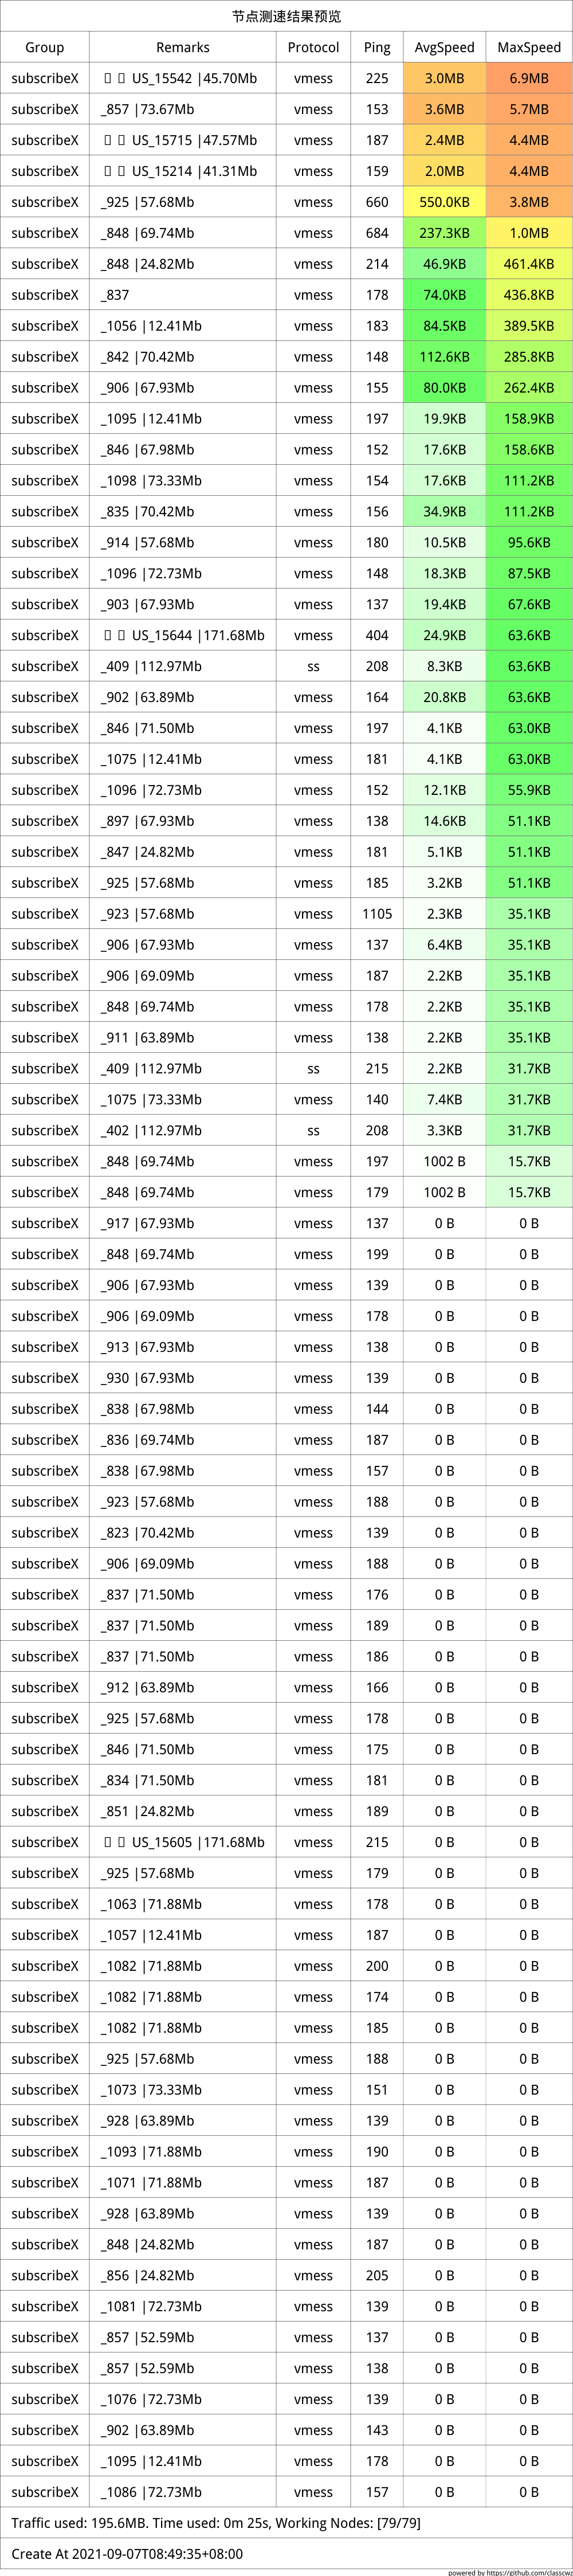 节点测速结果预览
Group Remarks Protocol Ping AvgSpeed MaxSpeed
subscribeX US_15542 |45.70Mb vmess 225 3.0MB 6.9MB
subscribeX _857 |73.67Mb vmess 153 3.6MB 5.7MB
subscribeX US_15715 |47.57Mb vmess 187 2.4MB 4.4MB
subscribeX US_15214 |41.31Mb vmess 159 2.0MB 4.4MB
subscribeX _925 |57.68Mb vmess 660 550.0KB 3.8MB
subscribeX _848 |69.74Mb vmess 684 237.3KB 1.0MB
subscribeX _848 |24.82Mb vmess 214 46.9KB 461.4KB
subscribeX _837 vmess 178 74.0KB 436.8KB
subscribeX _1056 |12.41Mb vmess 183 84.5KB 389.5KB
subscribeX _842 |70.42Mb vmess 148 112.6KB 285.8KB
subscribeX _906 |67.93Mb vmess 155 80.0KB 262.4KB
subscribeX _1095 |12.41Mb vmess 197 19.9KB 158.9KB
subscribeX _846 |67.98Mb vmess 152 17.6KB 158.6KB
subscribeX _1098 |73.33Mb vmess 154 17.6KB 111.2KB
subscribeX _835 |70.42Mb vmess 156 34.9KB 111.2KB
subscribeX _914 |57.68Mb vmess 180 10.5KB 95.6KB
subscribeX _1096 |72.73Mb vmess 148 18.3KB 87.5KB
subscribeX _903 |67.93Mb vmess 137 19.4KB 67.6KB
subscribeX US_15644 |171.68Mb vmess 404 24.9KB 63.6KB
subscribeX _409 |112.97Mb ss 208 8.3KB 63.6KB
subscribeX _902 |63.89Mb vmess 164 20.8KB 63.6KB
subscribeX _846 |71.50Mb vmess 197 4.1KB 63.0KB
subscribeX _1075 |12.41Mb vmess 181 4.1KB 63.0KB
subscribeX _1096 |72.73Mb vmess 152 12.1KB 55.9KB
subscribeX _897 |67.93Mb vmess 138 14.6KB 51.1KB
subscribeX _847 |24.82Mb vmess 181 5.1KB 51.1KB
subscribeX _925 |57.68Mb vmess 185 3.2KB 51.1KB
subscribeX _923 |57.68Mb vmess 1105 2.3KB 35.1KB
subscribeX _906 |67.93Mb vmess 137 6.4KB 35.1KB
subscribeX _906 |69.09Mb vmess 187 2.2KB 35.1KB
subscribeX _848 |69.74Mb vmess 178 2.2KB 35.1KB
subscribeX _911 |63.89Mb vmess 138 2.2KB 35.1KB
subscribeX _409 |112.97Mb ss 215 2.2KB 31.7KB
subscribeX _1075 |73.33Mb vmess 140 7.4KB 31.7KB
subscribeX _402 |112.97Mb ss 208 3.3KB 31.7KB
subscribeX _848 |69.74Mb vmess 197 1002 B 15.7KB
subscribeX _848 |69.74Mb vmess 179 1002 B 15.7KB
subscribeX _917 |67.93Mb vmess 137 0 B 0 B
subscribeX _848 |69.74Mb vmess 199 0 B 0 B
subscribeX _906 |67.93Mb vmess 139 0 B 0 B
subscribeX _906 |69.09Mb vmess 178 0 B 0 B
subscribeX _913 |67.93Mb vmess 138 0 B 0 B
subscribeX _930 |67.93Mb vmess 139 0 B 0 B
subscribeX _838 |67.98Mb vmess 144 0 B 0 B
subscribeX _836 |69.74Mb vmess 187 0 B 0 B
subscribeX _838 |67.98Mb vmess 157 0 B 0 B
subscribeX _923 |57.68Mb vmess 188 0 B 0 B
subscribeX _823 |70.42Mb vmess 139 0 B 0 B
subscribeX _906 |69.09Mb vmess 188 0 B 0 B
subscribeX _837 |71.50Mb vmess 176 0 B 0 B
subscribeX _837 |71.50Mb vmess 189 0 B 0 B
subscribeX _837 |71.50Mb vmess 186 0 B 0 B
subscribeX _912 |63.89Mb vmess 166 0 B 0 B
subscribeX _925 |57.68Mb vmess 178 0 B 0 B
subscribeX _846 |71.50Mb vmess 175 0 B 0 B
subscribeX _834 |71.50Mb vmess 181 0 B 0 B
subscribeX _851 |24.82Mb vmess 189 0 B 0 B
subscribeX US_15605 |171.68Mb vmess 215 0 B 0 B
subscribeX _925 |57.68Mb vmess 179 0 B 0 B
subscribeX _1063 |71.88Mb vmess 178 0 B 0 B
subscribeX _1057 |12.41Mb vmess 187 0 B 0 B
subscribeX _1082 |71.88Mb vmess 200 0 B 0 B
subscribeX _1082 |71.88Mb vmess 174 0 B 0 B
subscribeX _1082 |71.88Mb vmess 185 0 B 0 B
subscribeX _925 |57.68Mb vmess 188 0 B 0 B
subscribeX _1073 |73.33Mb vmess 151 0 B 0 B
subscribeX _928 |63.89Mb vmess 139 0 B 0 B
subscribeX _1093 |71.88Mb vmess 190 0 B 0 B
subscribeX _1071 |71.88Mb vmess 187 0 B 0 B
subscribeX _928 |63.89Mb vmess 139 0 B 0 B
subscribeX _848 |24.82Mb vmess 187 0 B 0 B
subscribeX _856 |24.82Mb vmess 205 0 B 0 B
subscribeX _1081 |72.73Mb vmess 139 0 B 0 B
subscribeX _857 |52.59Mb vmess 137 0 B 0 B
subscribeX _857 |52.59Mb vmess 138 0 B 0 B
subscribeX _1076 |72.73Mb vmess 139 0 B 0 B
subscribeX _902 |63.89Mb vmess 143 0 B 0 B
subscribeX _1095 |12.41Mb vmess 178 0 B 0 B
subscribeX _1086 |72.73Mb vmess 157 0 B 0 B
Traffic used: 195.6MB. Time used: 0m 25s, Working Nodes: [79/79]
Create At 2021-09-07T08:49:35+08:00
powered by https://github.com/classcwz